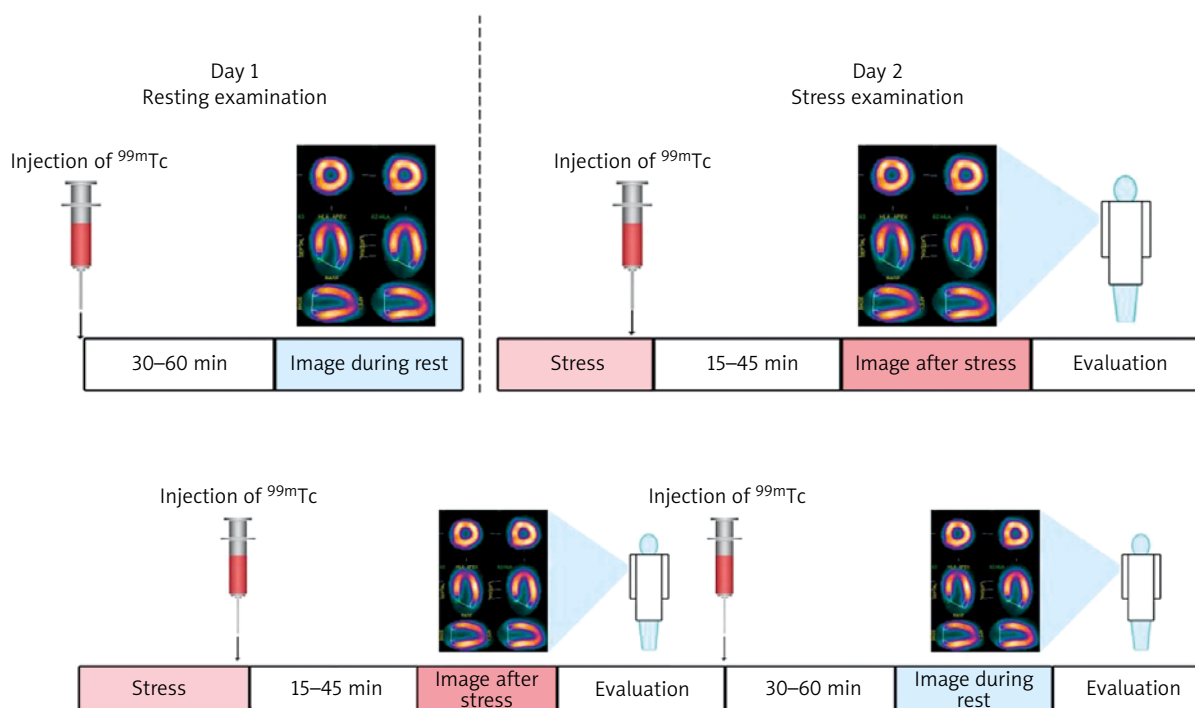 Day 1
Resting examination
Day 2
Stress examination
Injection of ⁹⁹ᵐTc
Injection of ⁹⁹ᵐTc
30–60 min
Image during rest
Stress
15–45 min
Image after stress
Evaluation
Injection of ⁹⁹ᵐTc
Injection of ⁹⁹ᵐTc
Stress
15–45 min
Image after
stress
Evaluation
30–60 min
Image during
rest
Evaluation